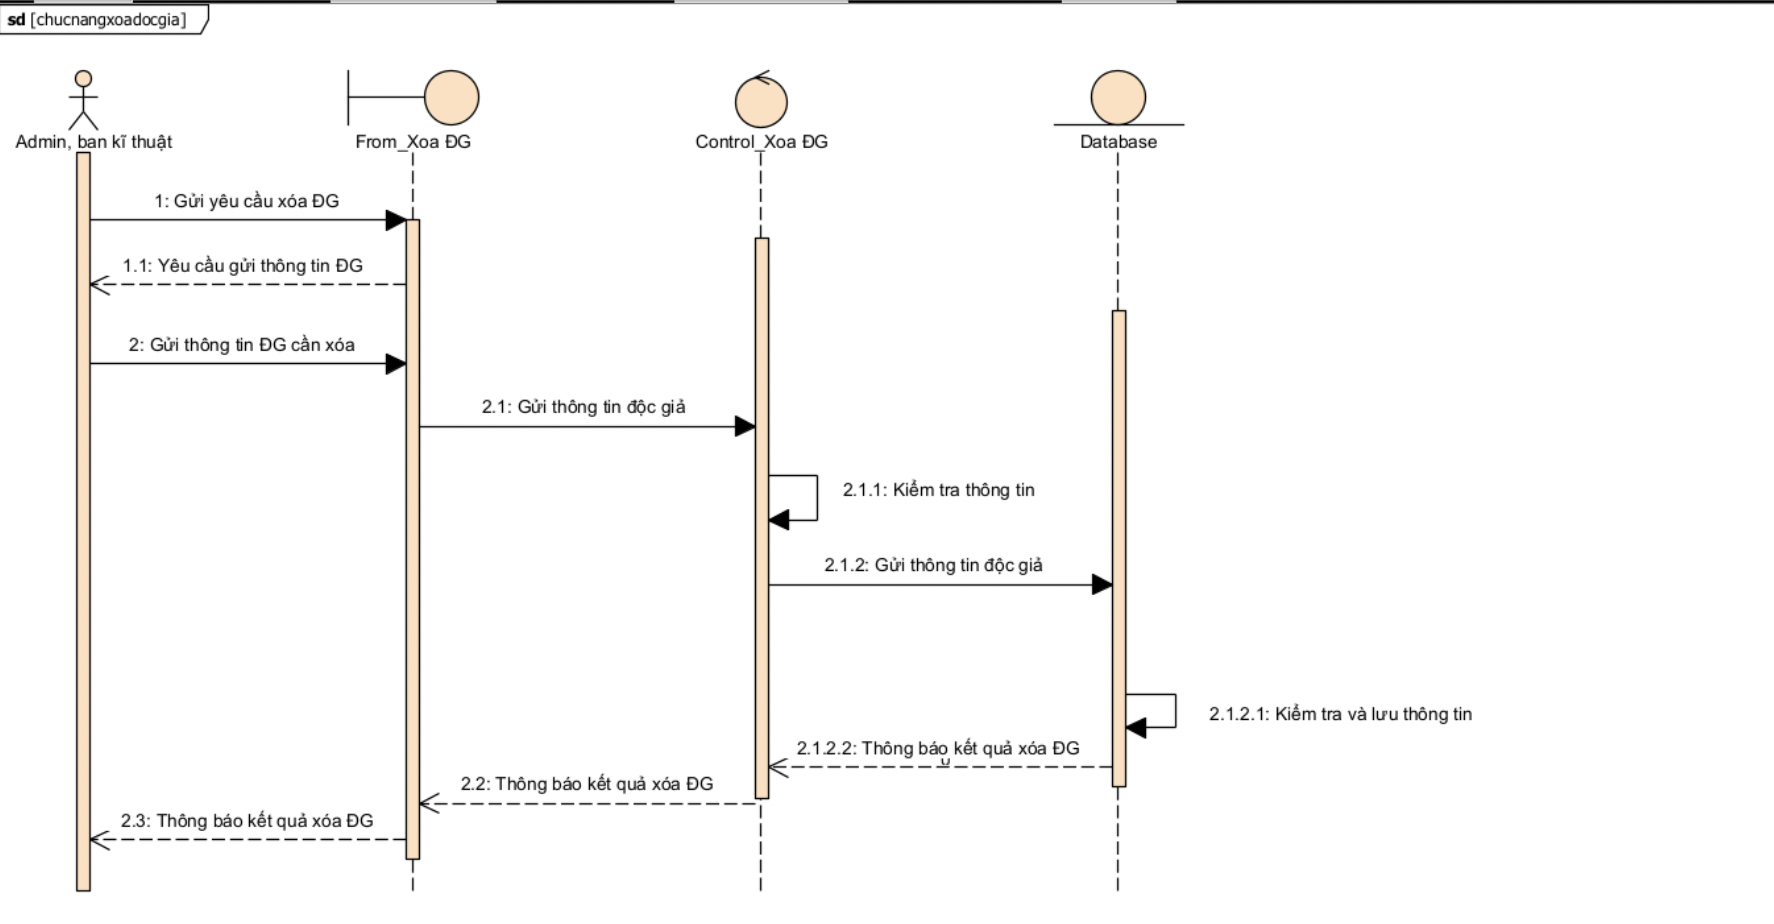 sd [chucnangxoadocgia]
Admin, ban kĩ thuật
From_Xoa ĐG
Control_Xoa ĐG
Database
1: Gửi yêu cầu xóa ĐG
1.1: Yêu cầu gửi thông tin ĐG
2: Gửi thông tin ĐG cần xóa
2.1: Gửi thông tin độc giả
2.1.1: Kiểm tra thông tin
2.1.2: Gửi thông tin độc giả
2.1.2.1: Kiểm tra và lưu thông tin
2.1.2.2: Thông báo kết quả xóa ĐG
2.2: Thông báo kết quả xóa ĐG
2.3: Thông báo kết quả xóa ĐG